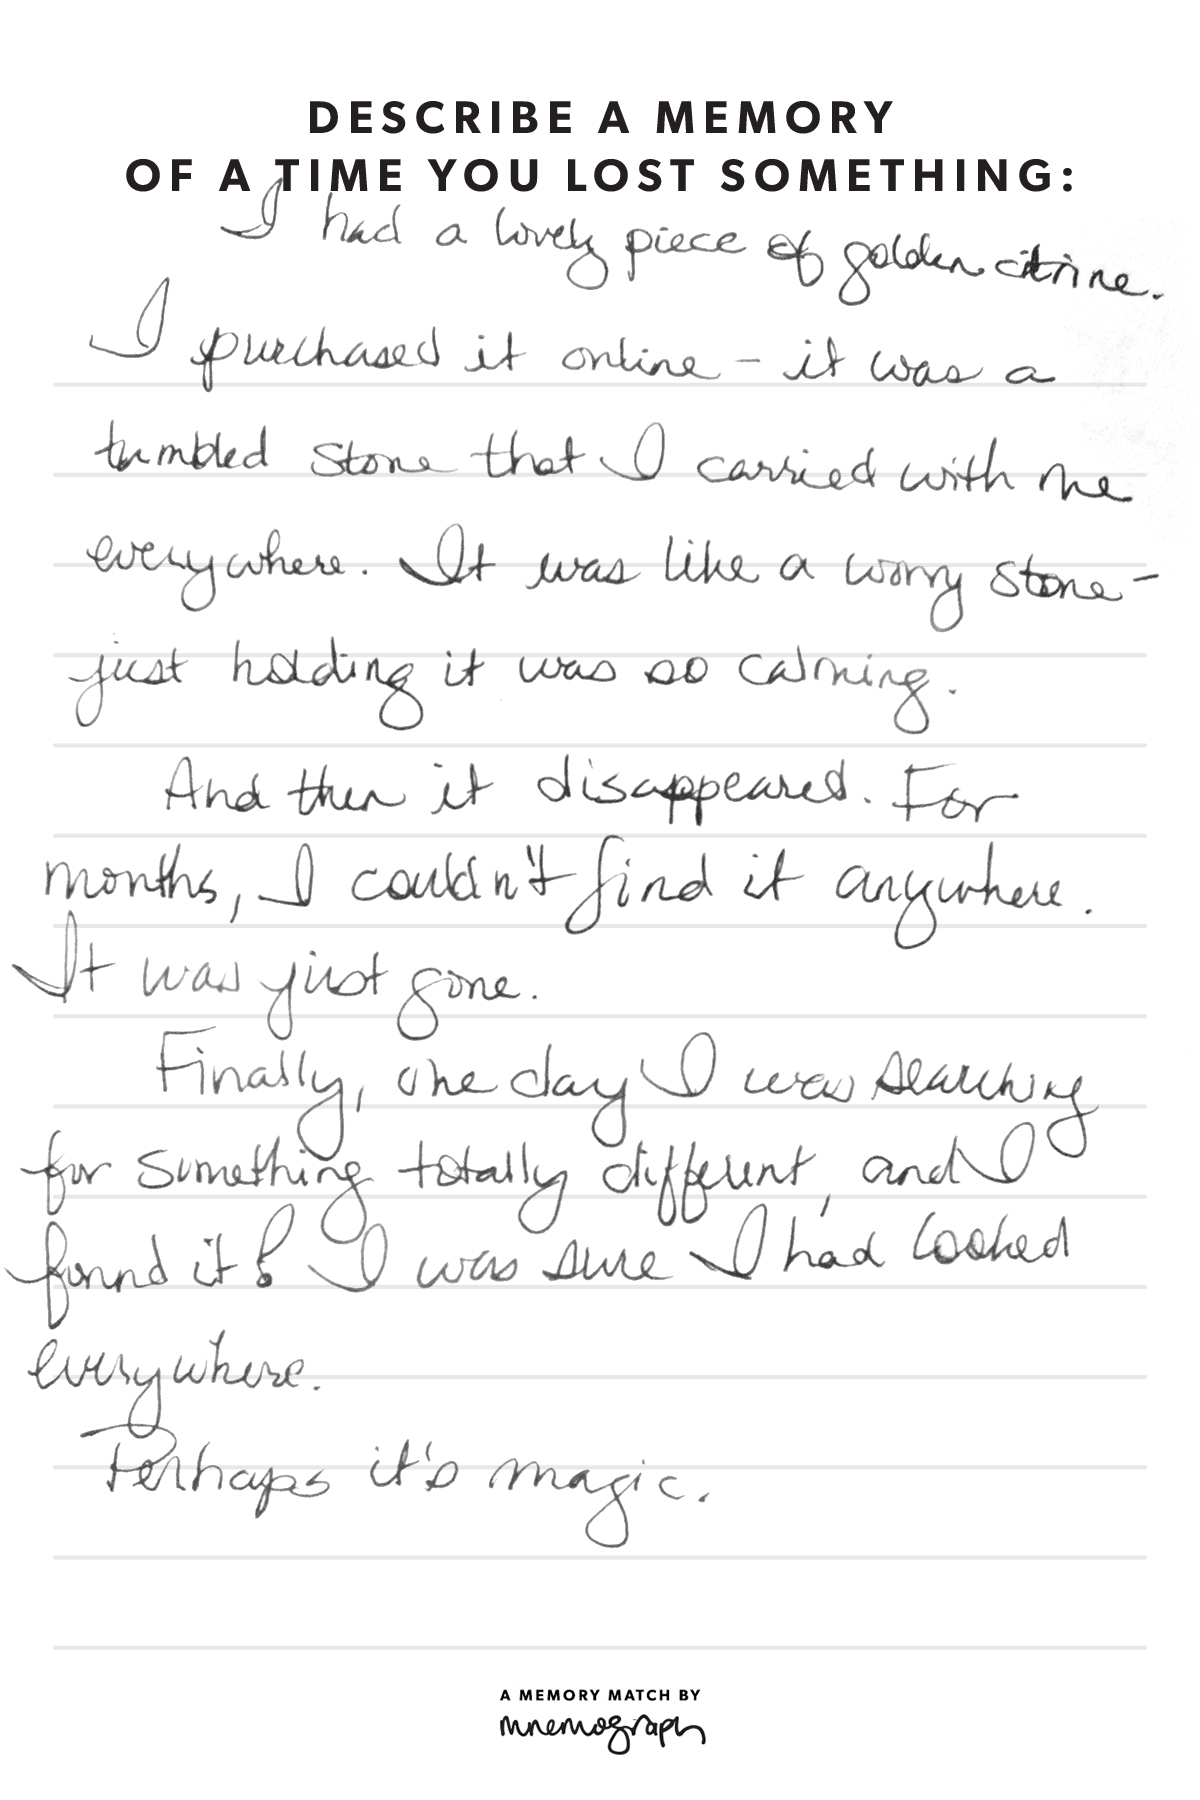 DESCRIBE A MEMORY
OF A TIME YOU LOST SOMETHING:
I had a lovely piece of golden citrine.
I purchased it online – it was a
tumbled stone that I carried with me
everywhere. It was like a worry stone –
just holding it was so calming.
And then it disappeared. For
months, I couldn't find it anywhere.
It was just gone.
Finally, one day I was searching
for something totally different, and I
found it! I was sure I had looked
everywhere.
Perhaps it's magic.
A MEMORY MATCH BY
mnemograph